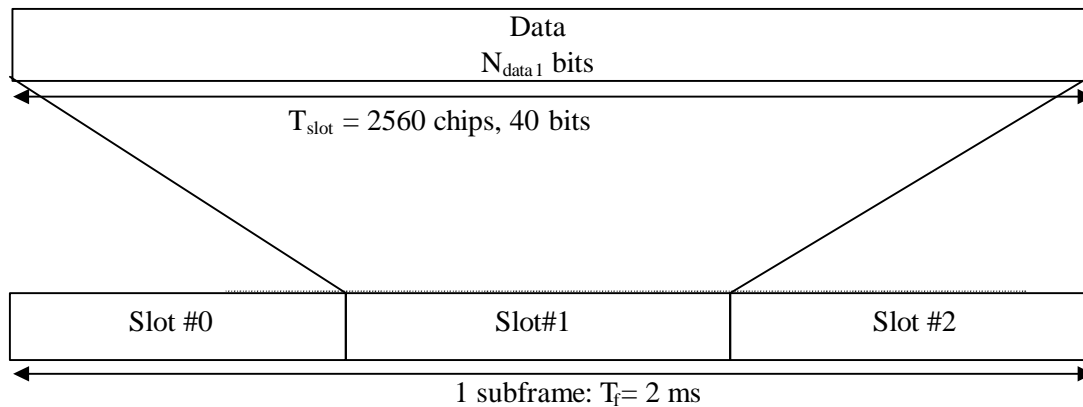 Data
N_data1 bits
T_slot = 2560 chips, 40 bits
Slot #0
Slot#1
Slot #2
1 subframe: T_f= 2 ms